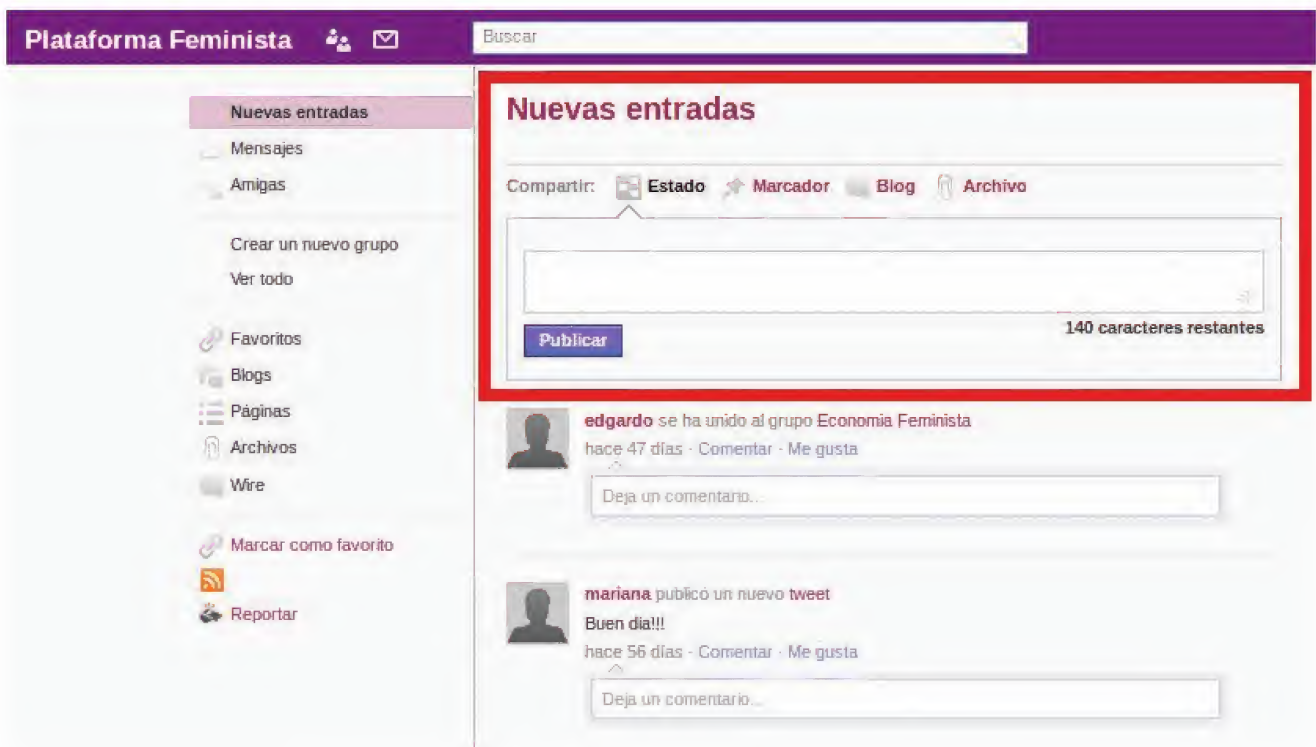 Plataforma Feminista
Buscar
Nuevas entradas
Mensajes
Amigas
Crear un nuevo grupo
Ver todo
Favoritos
Blogs
Páginas
Archivos
Wire
Marcar como favorito
Reportar
Nuevas entradas
Compartir: Estado Marcador Blog Archivo
140 caracteres restantes
Publicar
edgardo se ha unido al grupo Economia Feminista
hace 47 días · Comentar · Me gusta
Deja un comentario...
mariana publicó un nuevo tweet
Buen dia!!!
hace 56 días · Comentar · Me gusta
Deja un comentario...